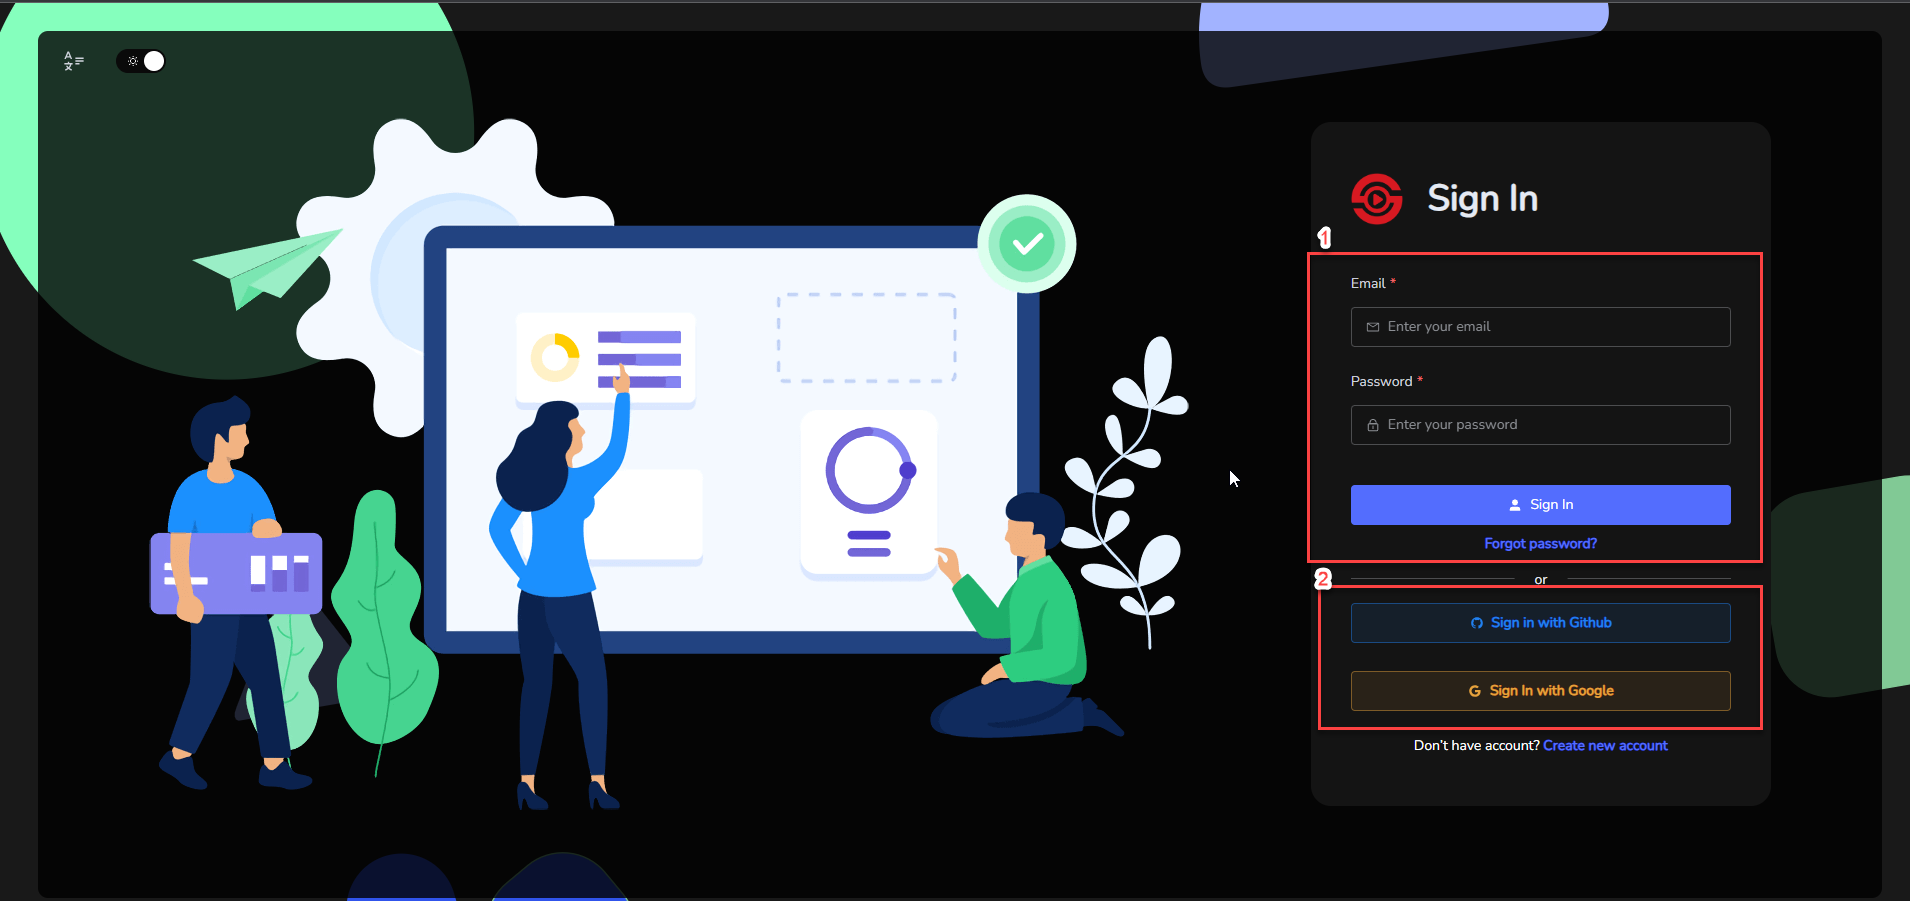 Sign In
1
Email *
Enter your email
Password *
Enter your password
Sign In
Forgot password?
2
or
Sign in with Github
Sign In with Google
Don't have account? Create new account